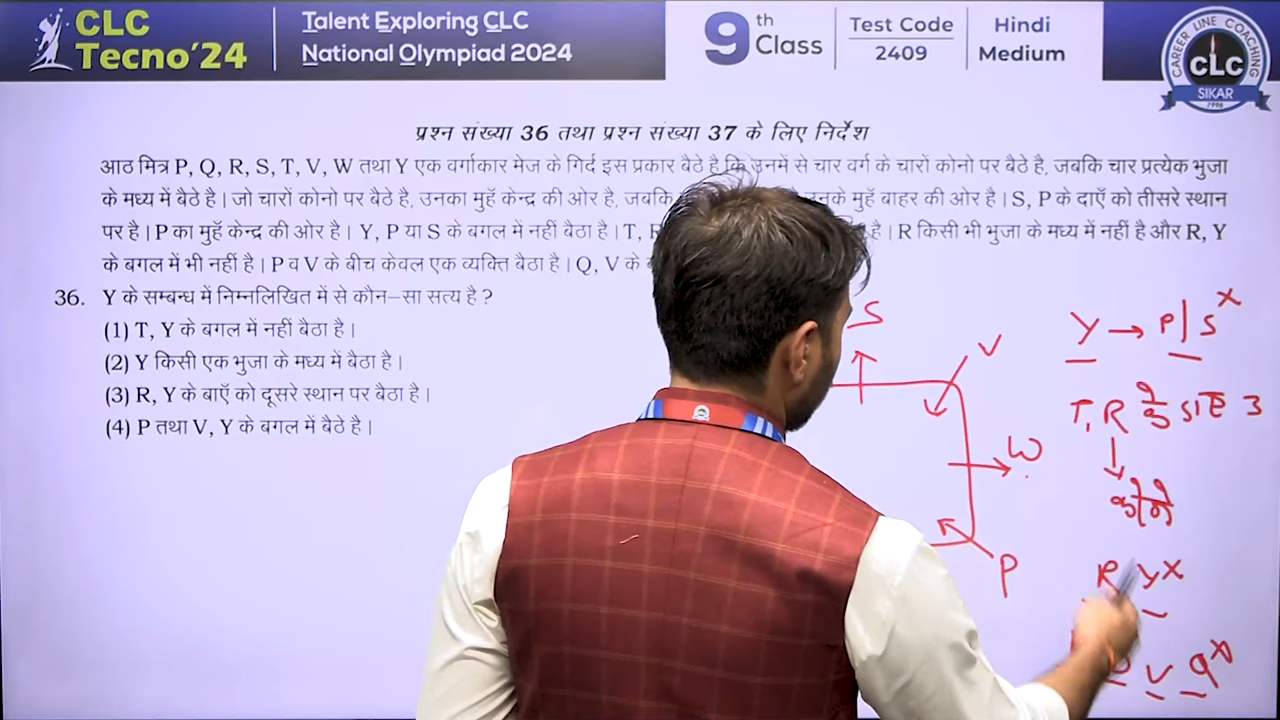 CLC
Tecno’24
Talent Exploring CLC
National Olympiad 2024
9th Class
Test Code
2409
Hindi
Medium
CAREER LINE COACHING
CLC
SIKAR
1996
प्रश्न संख्या 36 तथा प्रश्न संख्या 37 के लिए निर्देश
आठ मित्र P, Q, R, S, T, V, W तथा Y एक वर्गाकार मेज के गिर्द इस प्रकार बैठे है कि उनमें से चार वर्ग के चारों कोनो पर बैठे है, जबकि चार प्रत्येक भुजा
के मध्य में बैठे है। जो चारों कोनो पर बैठे है, उनका मुहँ केन्द्र की ओर है, जबकि उनके मुहँ बाहर की ओर है। S, P के दाएँ को तीसरे स्थान
पर है। P का मुहँ केन्द्र की ओर है। Y, P या S के बगल में नहीं बैठा है। T, R है। R किसी भी भुजा के मध्य में नहीं है और R, Y
के बगल में भी नहीं है। P व V के बीच केवल एक व्यक्ति बैठा है। Q, V के
36. Y के सम्बन्ध में निम्नलिखित में से कौन–सा सत्य है ?
(1) T, Y के बगल में नहीं बैठा है।
(2) Y किसी एक भुजा के मध्य में बैठा है।
(3) R, Y के बाएँ को दूसरे स्थान पर बैठा है।
(4) P तथा V, Y के बगल में बैठे है।
S
V
W
P
Y → P | S x
T, R के 3
कोने
R Y x
V Q x